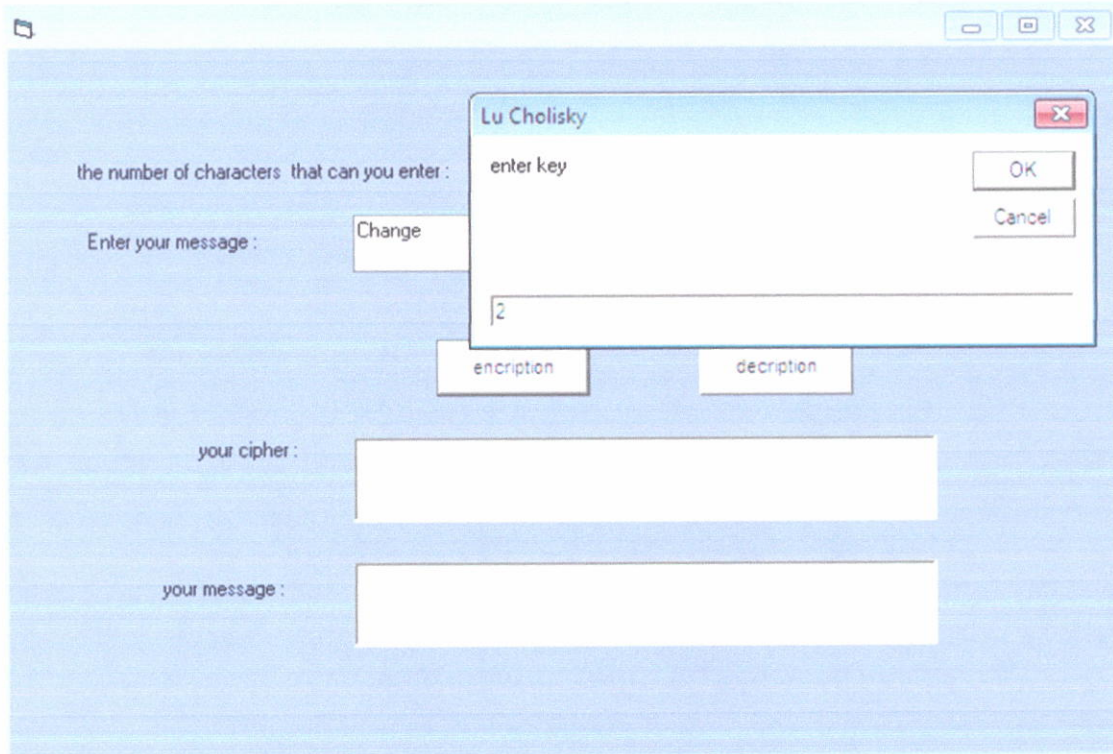 Lu Cholisky
enter key
OK
Cancel
the number of characters that can you enter :
Enter your message :
Change
2
encription
decription
your cipher :
your message :